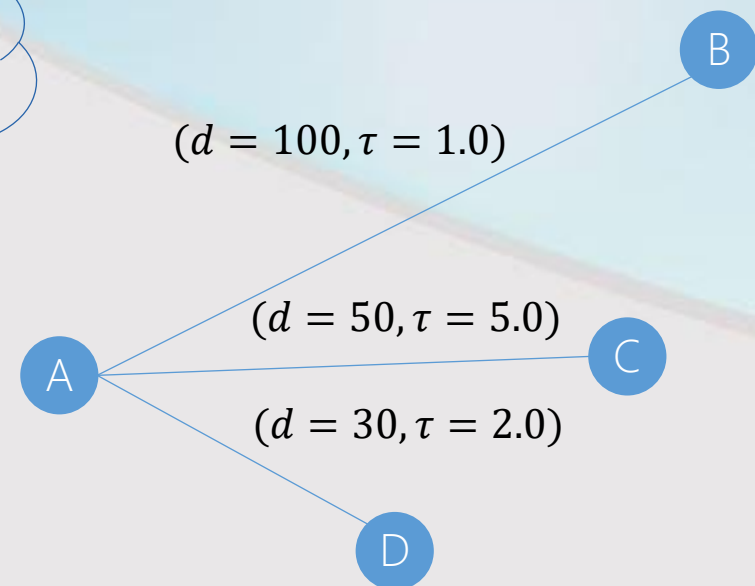 B
(d = 100, τ = 1.0)
(d = 50, τ = 5.0)
C
A
(d = 30, τ = 2.0)
D